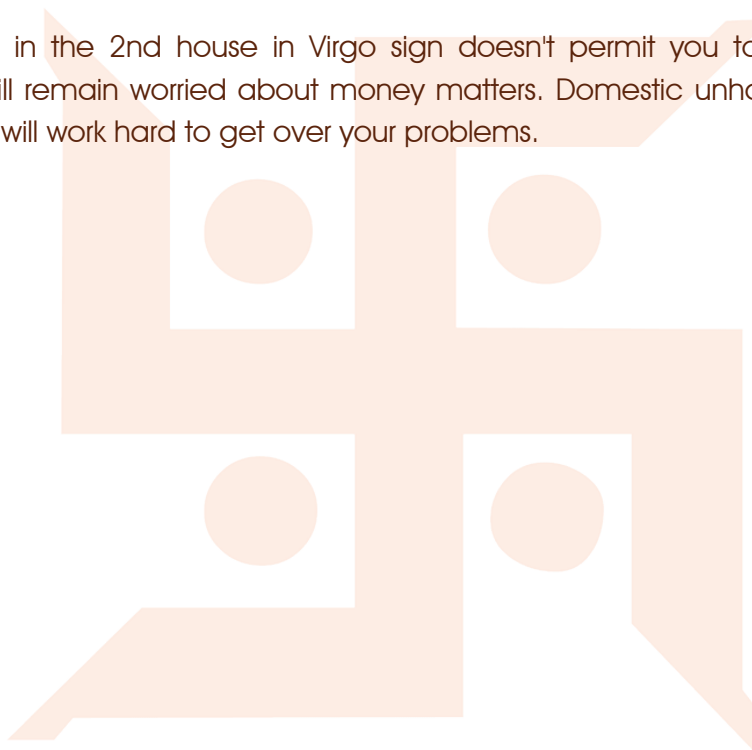 in the 2nd house in Virgo sign doesn't permit you to
remain worried about money matters. Domestic
will work hard to get over your problems.